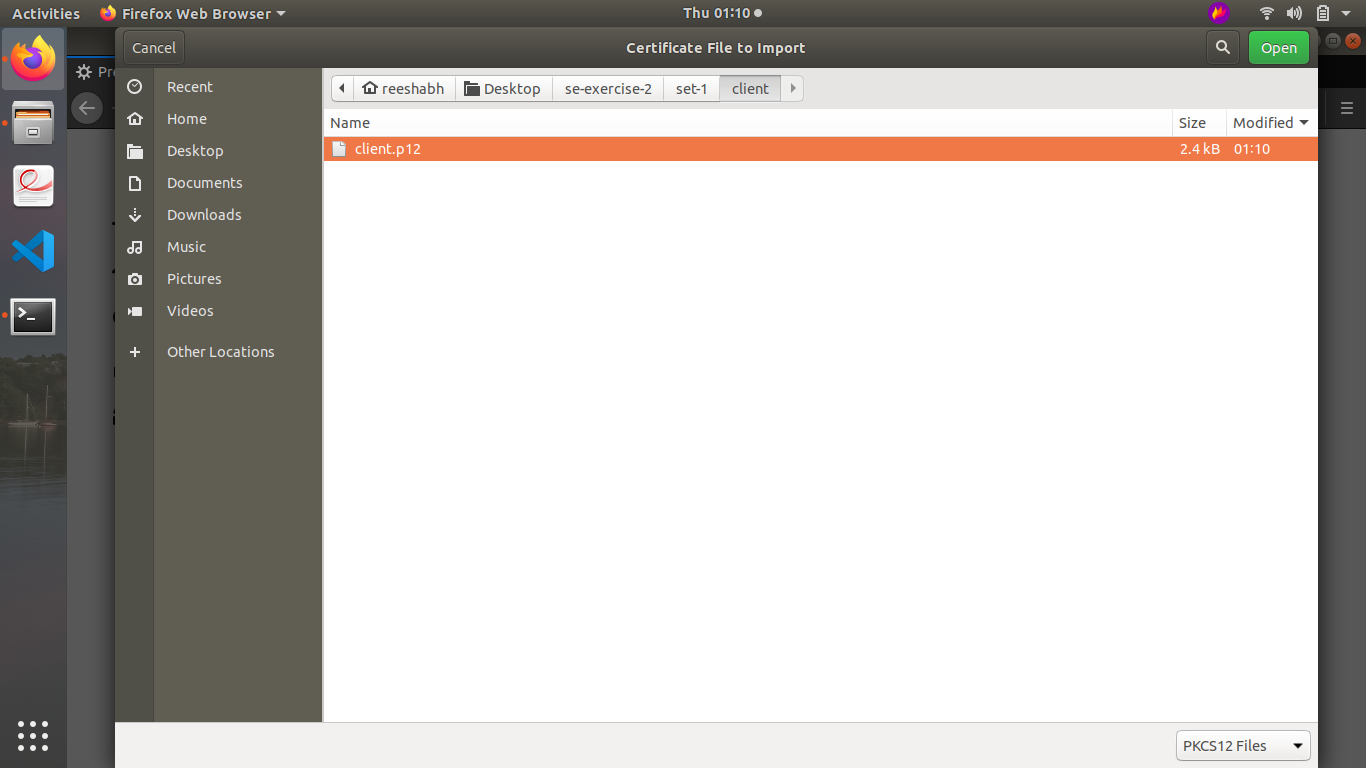 Activities Firefox Web Browser Thu 01:10
Cancel Certificate File to Import Open
Pr
Recent
Home
Desktop
Documents
Downloads
Music
Pictures
Videos
Other Locations
reeshabh Desktop se-exercise-2 set-1 client
Name Size Modified
client.p12 2.4 kB 01:10
PKCS12 Files